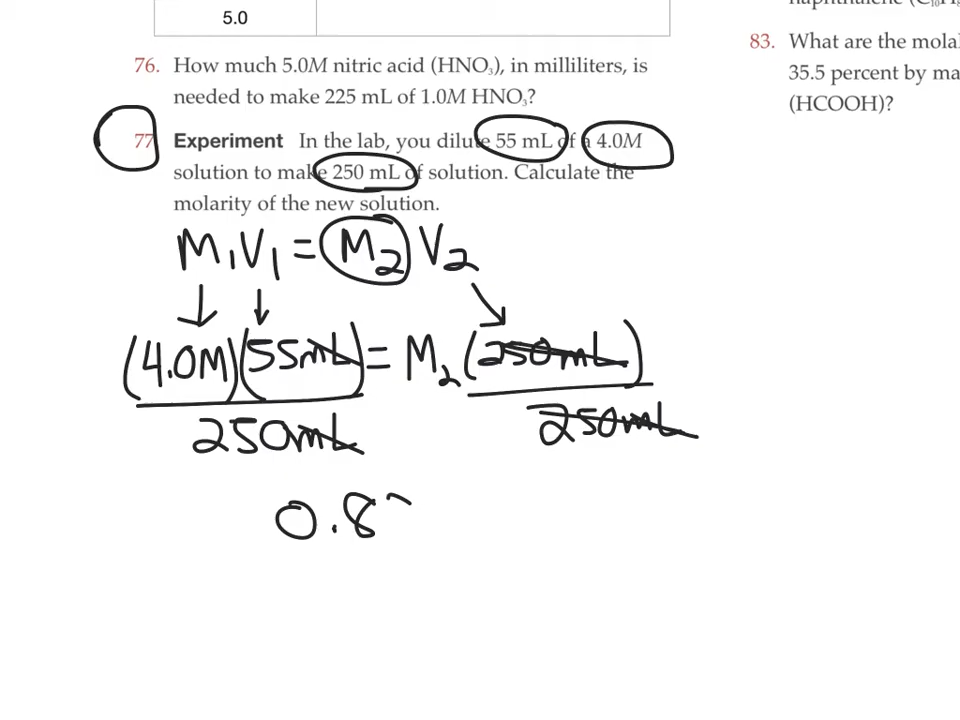 5.0
76. How much 5.0M nitric acid (HNO₃), in milliliters, is
needed to make 225 mL of 1.0M HNO₃?
77 Experiment In the lab, you dilute 55 mL of a 4.0M
solution to make 250 mL of solution. Calculate the
molarity of the new solution.
M₁V₁ = M₂ V₂
(4.0M)(55mL) = M₂ (250mL)
250mL 250mL
0.8
83. What are the molal
35.5 percent by ma
(HCOOH)?